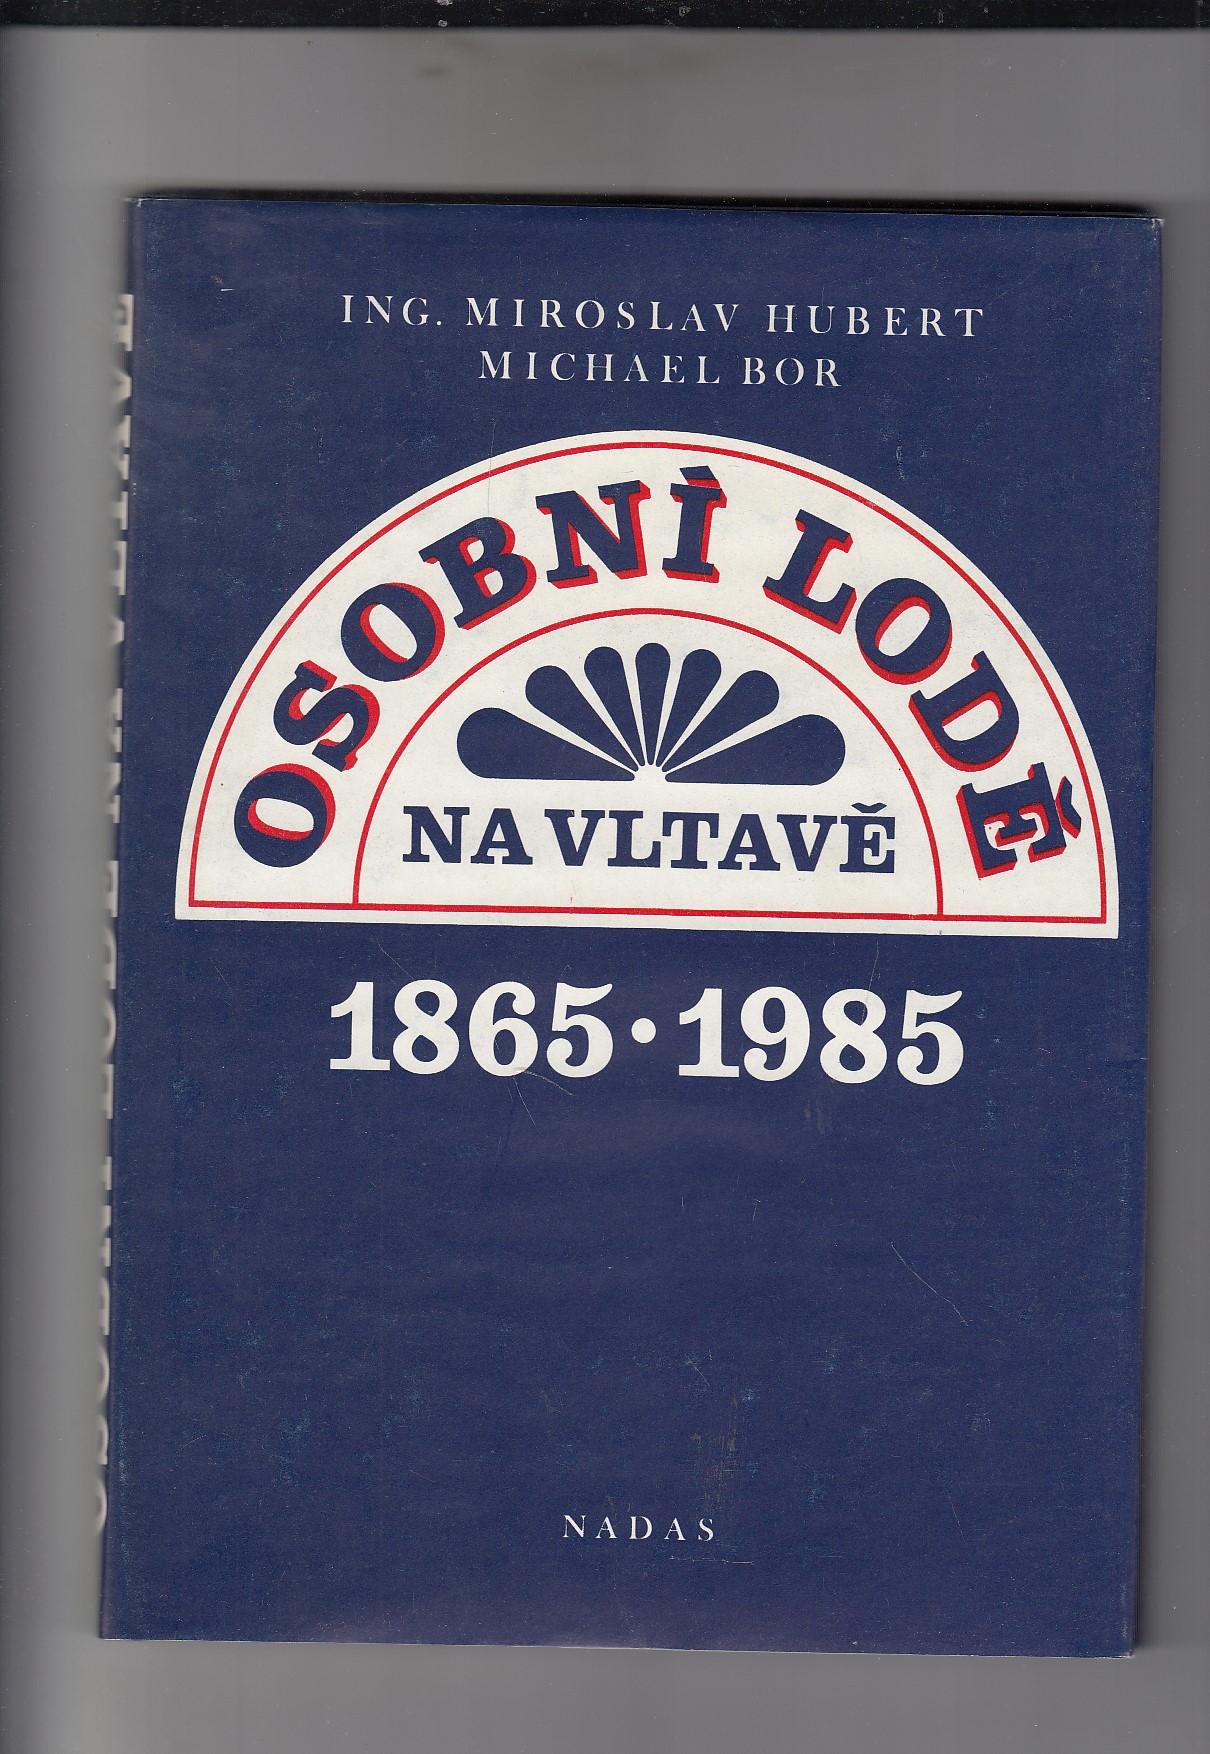 ING. MIROSLAV HUBERT
MICHAEL BOR
OSOBNÍ LODĚ
NA VLTAVĚ
1865 • 1985
NADAS